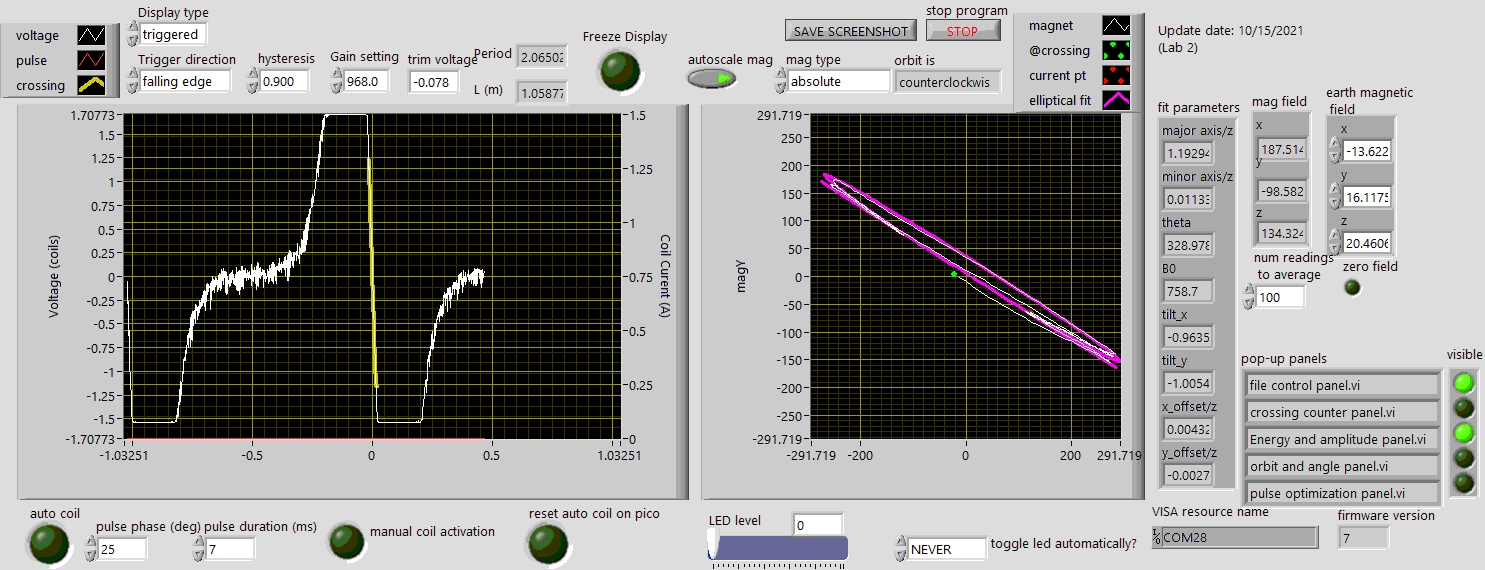 Display type
triggered
voltage
pulse
crossing
Trigger direction
falling edge
hysteresis
0.900
Gain setting
968.0
trim voltage
-0.078
Period
2.06502
L (m)
1.05877
Freeze Display
SAVE SCREENSHOT
stop program
STOP
autoscale mag
mag type
absolute
orbit is
counterclockwis
magnet
@crossing
current pt
elliptical fit
Update date: 10/15/2021
(Lab 2)
Voltage (coils)
1.70773
1.5
1.25
1
0.75
0.5
0.25
0
-0.25
-0.5
-0.75
-1
-1.25
-1.5
-1.70773
-1.03251
-0.5
0
0.5
1.03251
Coil Current (A)
1.5
1.25
1
0.75
0.5
0.25
0
magY
291.719
250
200
150
100
50
0
-50
-100
-150
-200
-250
-291.719
-291.719
-200
0
200
291.719
fit parameters
major axis/z
1.19294
minor axis/z
0.01133
theta
328.978
B0
758.7
tilt_x
-0.9635
tilt_y
-1.0054
x_offset/z
0.00432
y_offset/z
-0.0027
mag field
x
187.514
y
-98.582
z
134.324
earth magnetic
field
x
-13.622
y
16.1175
z
20.4606
num readings
to average
100
zero field
pop-up panels
visible
file control panel.vi
crossing counter panel.vi
Energy and amplitude panel.vi
orbit and angle panel.vi
pulse optimization panel.vi
auto coil
pulse phase (deg)
25
pulse duration (ms)
7
manual coil activation
reset auto coil on pico
LED level
0
NEVER
toggle led automatically?
VISA resource name
COM28
firmware version
7